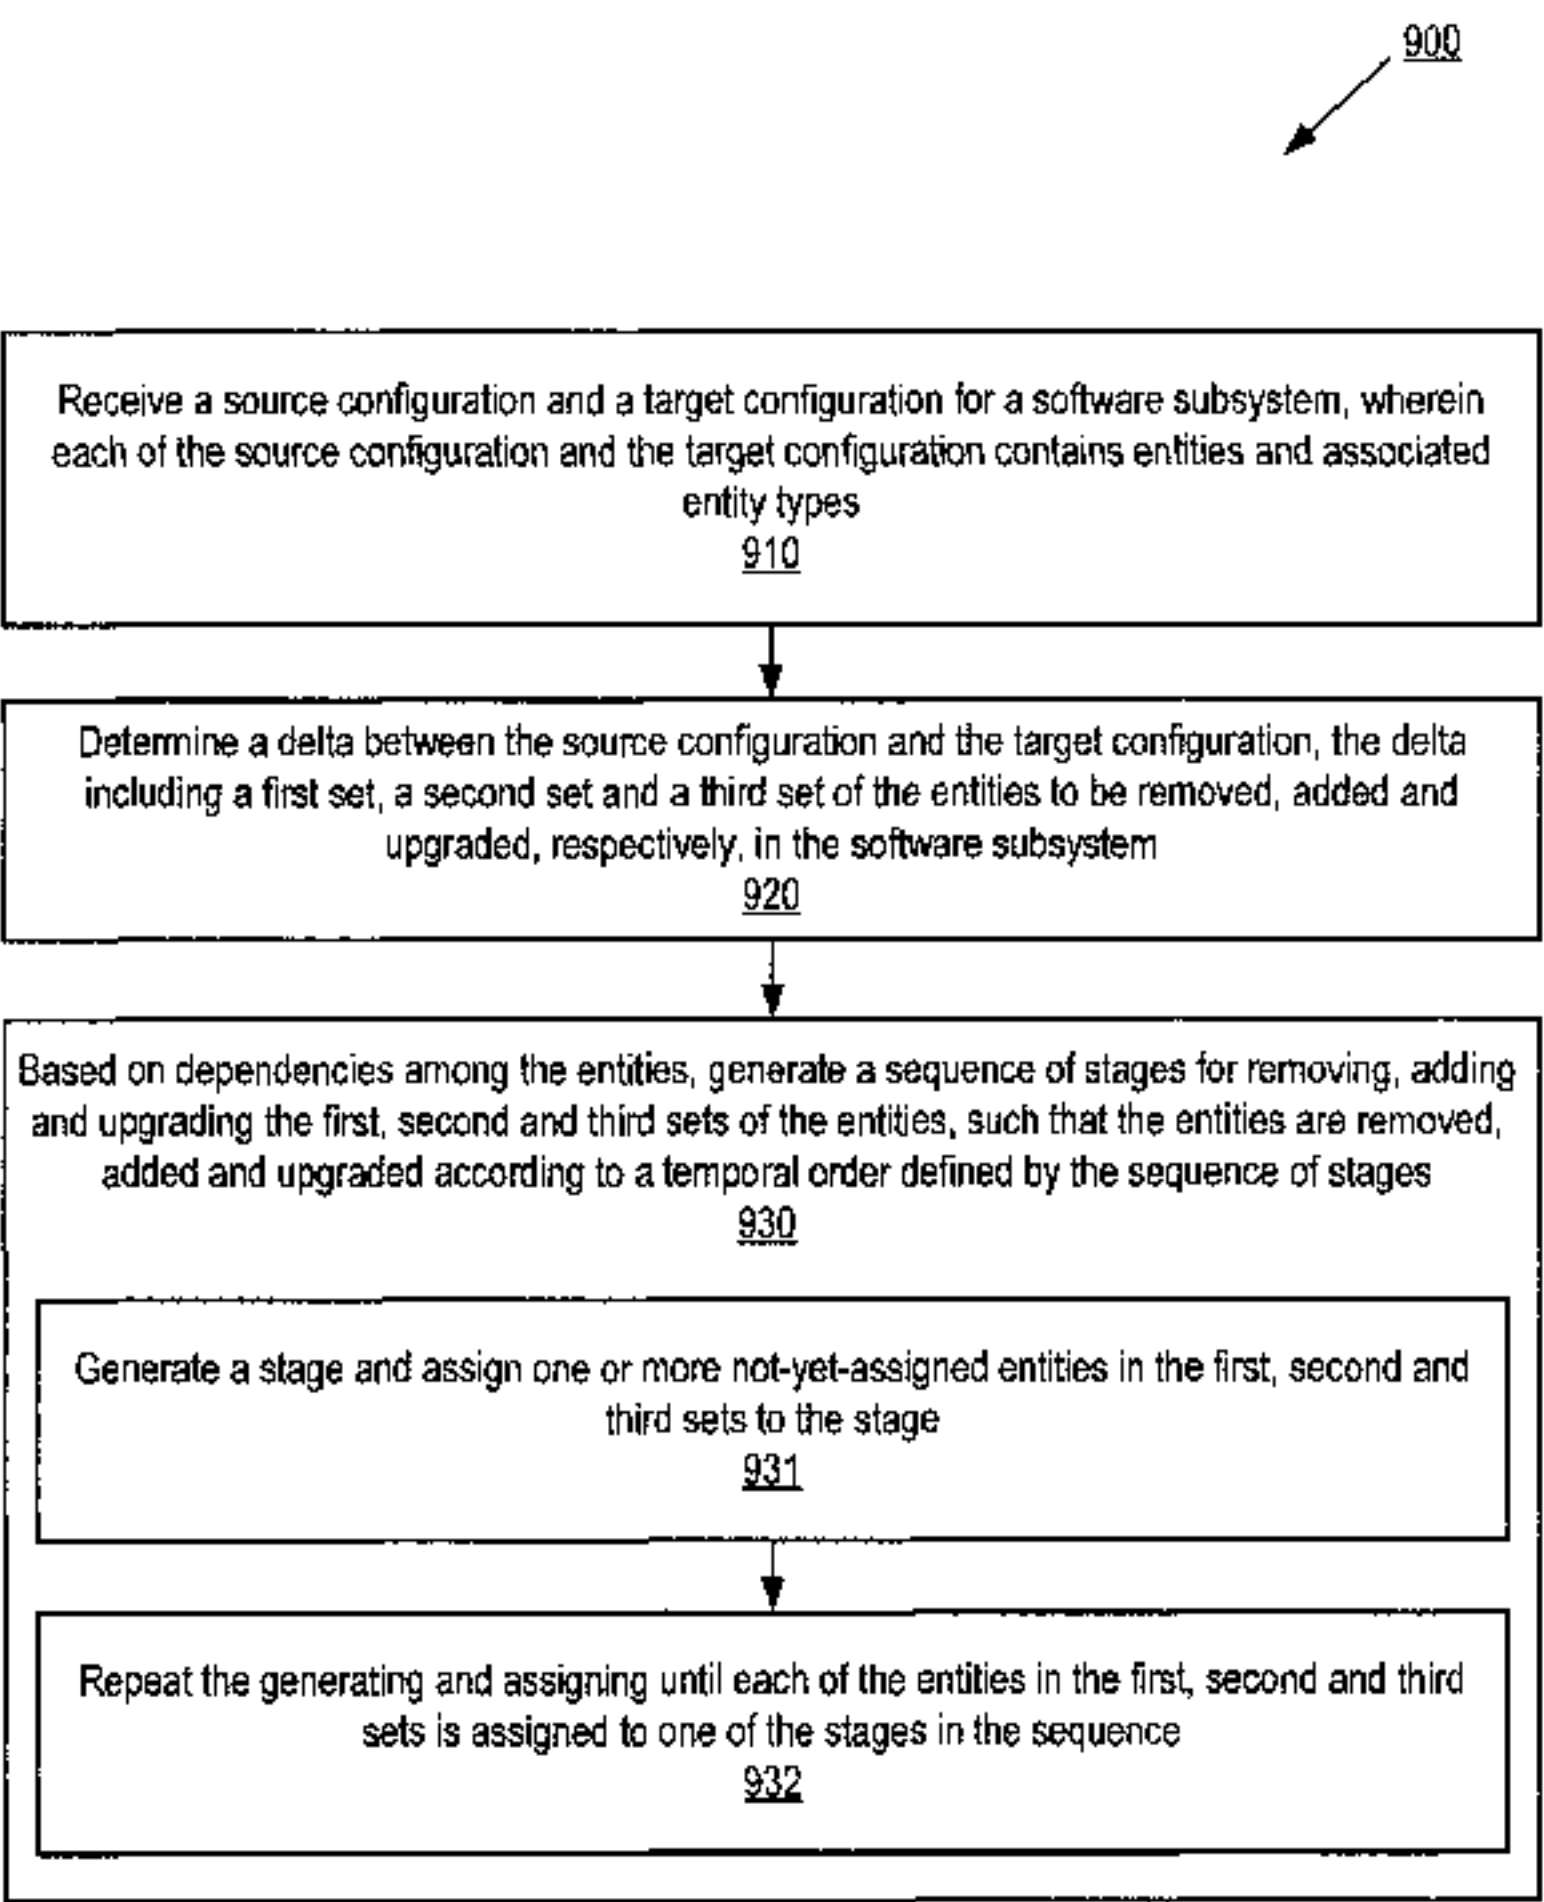 900
Receive a source configuration and a target configuration for a software subsystem, wherein
each of the source configuration and the target configuration contains entities and associated
entity types
910
Determine a delta between the source configuration and the target configuration, the delta
including a first set, a second set and a third set of the entities to be removed, added and
upgraded, respectively, in the software subsystem
920
Based on dependencies among the entities, generate a sequence of stages for removing, adding
and upgrading the first, second and third sets of the entities, such that the entities are removed,
added and upgraded according to a temporal order defined by the sequence of stages
930
Generate a stage and assign one or more not-yet-assigned entities in the first, second and
third sets to the stage
931
Repeat the generating and assigning until each of the entities in the first, second and third
sets is assigned to one of the stages in the sequence
932